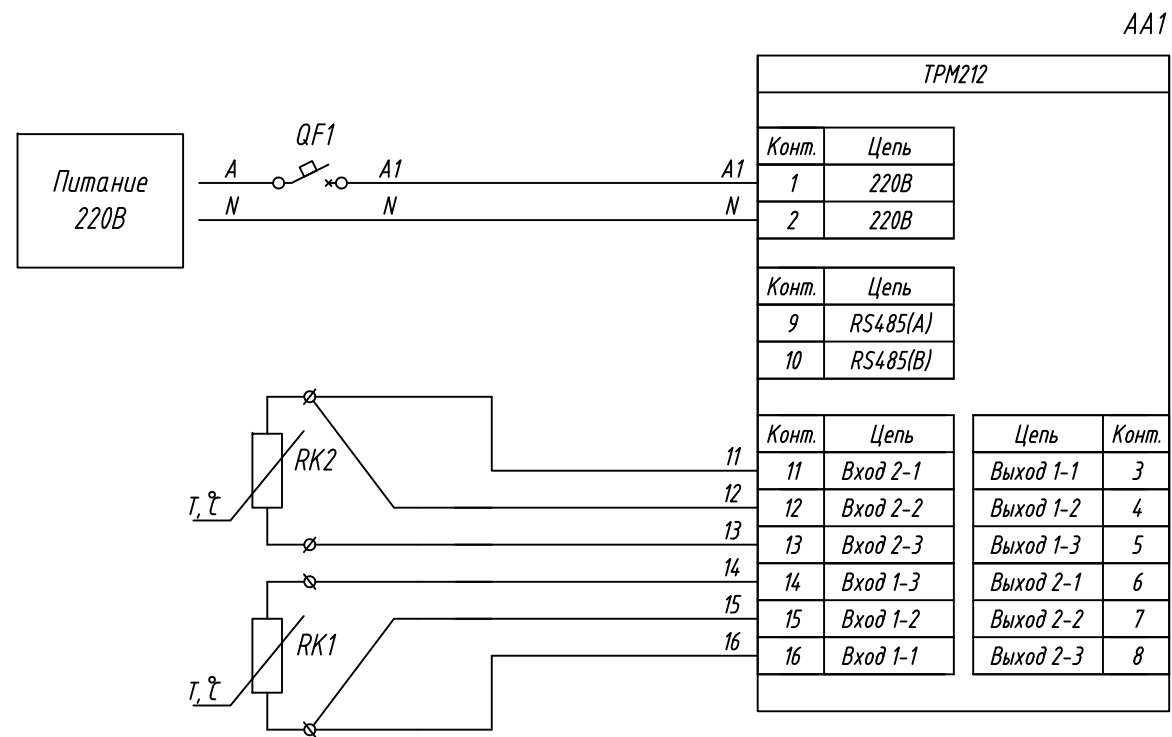 AA1
ТРМ212
QF1
Питание
220В
A
A1
A1
N
N
N
Конт. Цепь
1 220В
2 220В
Конт. Цепь
9 RS485(A)
10 RS485(B)
Конт. Цепь Цепь Конт.
11 11 Вход 2-1 Выход 1-1 3
12 12 Вход 2-2 Выход 1-2 4
13 13 Вход 2-3 Выход 1-3 5
14 14 Вход 1-3 Выход 2-1 6
15 15 Вход 1-2 Выход 2-2 7
16 16 Вход 1-1 Выход 2-3 8
RK2
T,℃
RK1
T,℃